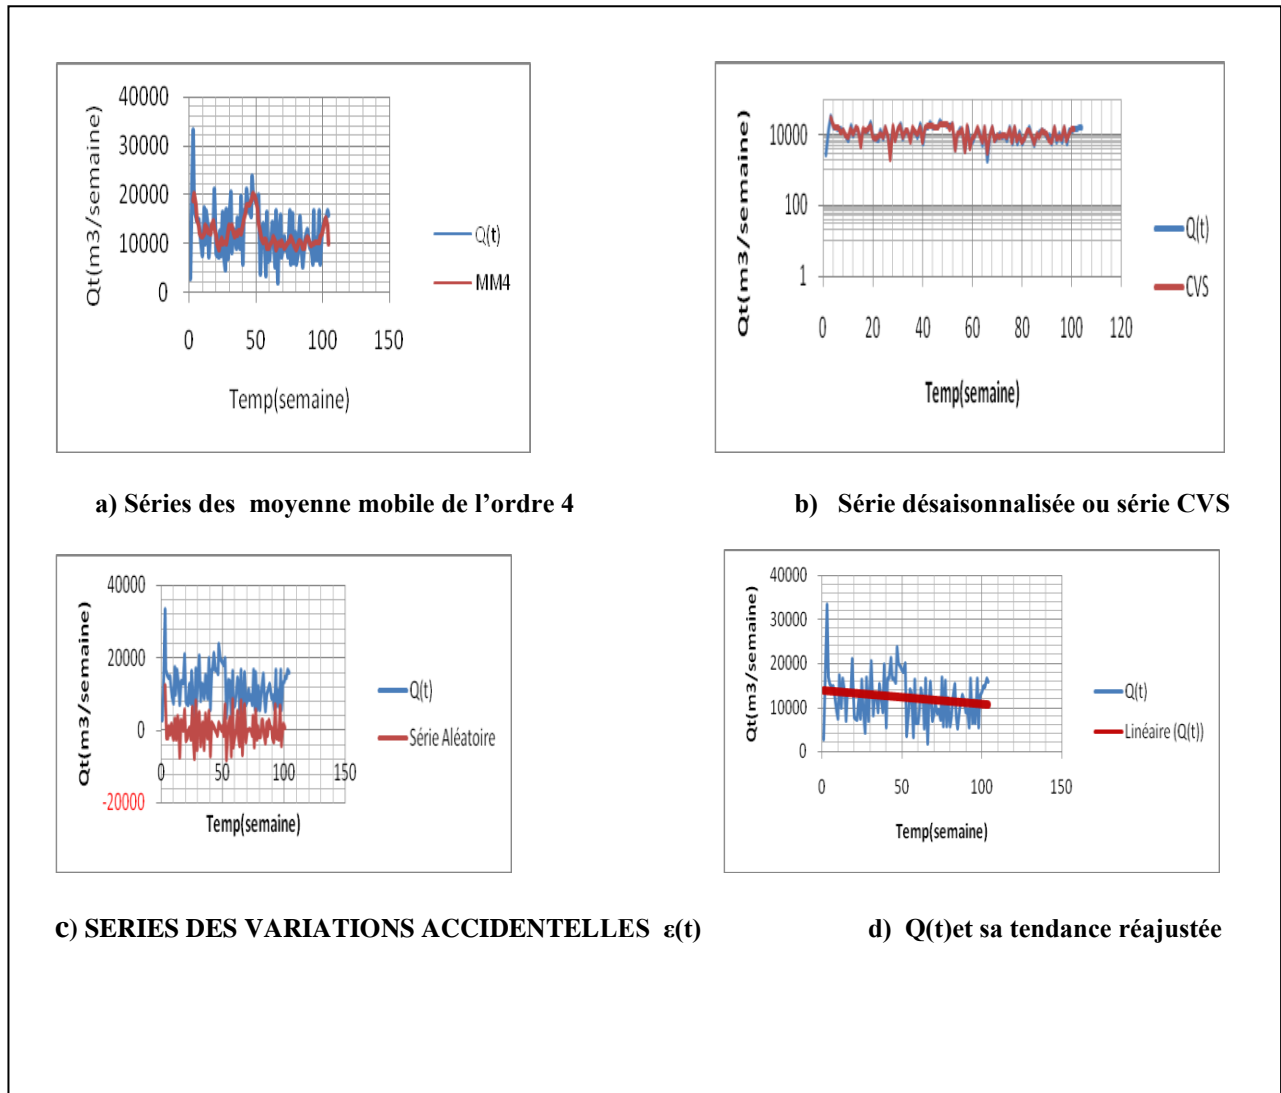 40000
30000
20000
10000
0
0 50 100 150
Qt(m3/semaine)
Temp(semaine)
Q(t)
MM4
a) Séries des moyenne mobile de l'ordre 4
10000
100
1
0 20 40 60 80 100 120
Qt(m3/semaine)
Temp(semaine)
Q(t)
CVS
b) Série désaisonnalisée ou série CVS
40000
20000
0
-20000
0 50 100 150
Qt(m3/semaine)
Temp(semaine)
Q(t)
Série Aléatoire
c) SERIES DES VARIATIONS ACCIDENTELLES ε(t)
40000
30000
20000
10000
0
0 50 100 150
Qt(m3/semaine)
Temp(semaine)
Q(t)
Linéaire (Q(t))
d) Q(t)et sa tendance réajustée